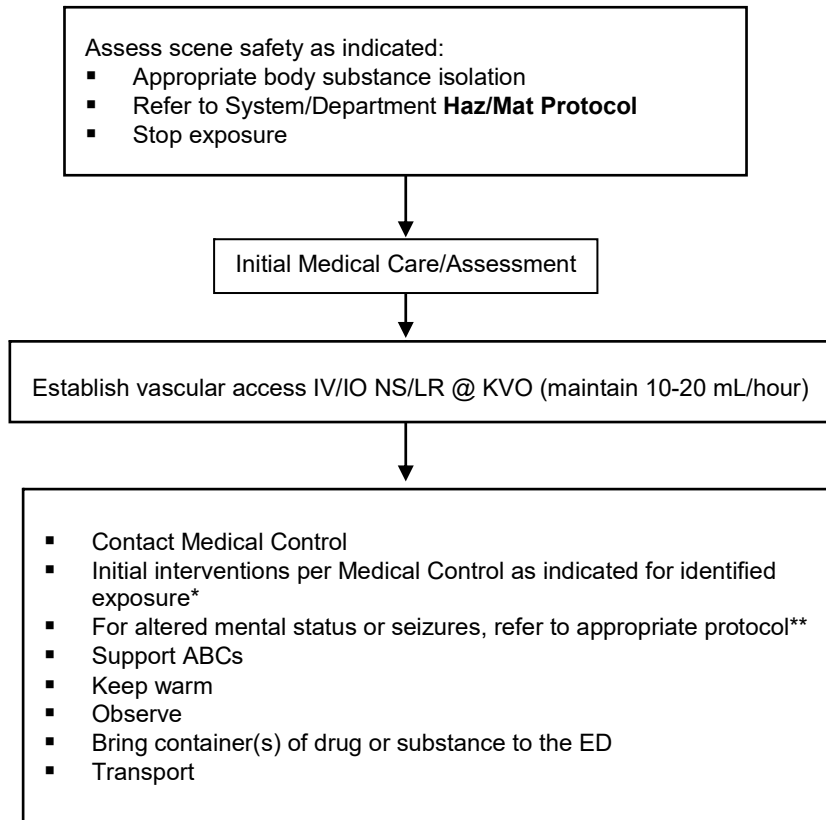 Assess scene safety as indicated:
▪ Appropriate body substance isolation
▪ Refer to System/Department Haz/Mat Protocol
▪ Stop exposure
Initial Medical Care/Assessment
Establish vascular access IV/IO NS/LR @ KVO (maintain 10-20 mL/hour)
▪ Contact Medical Control
▪ Initial interventions per Medical Control as indicated for identified
exposure*
▪ For altered mental status or seizures, refer to appropriate protocol**
▪ Support ABCs
▪ Keep warm
▪ Observe
▪ Bring container(s) of drug or substance to the ED
▪ Transport